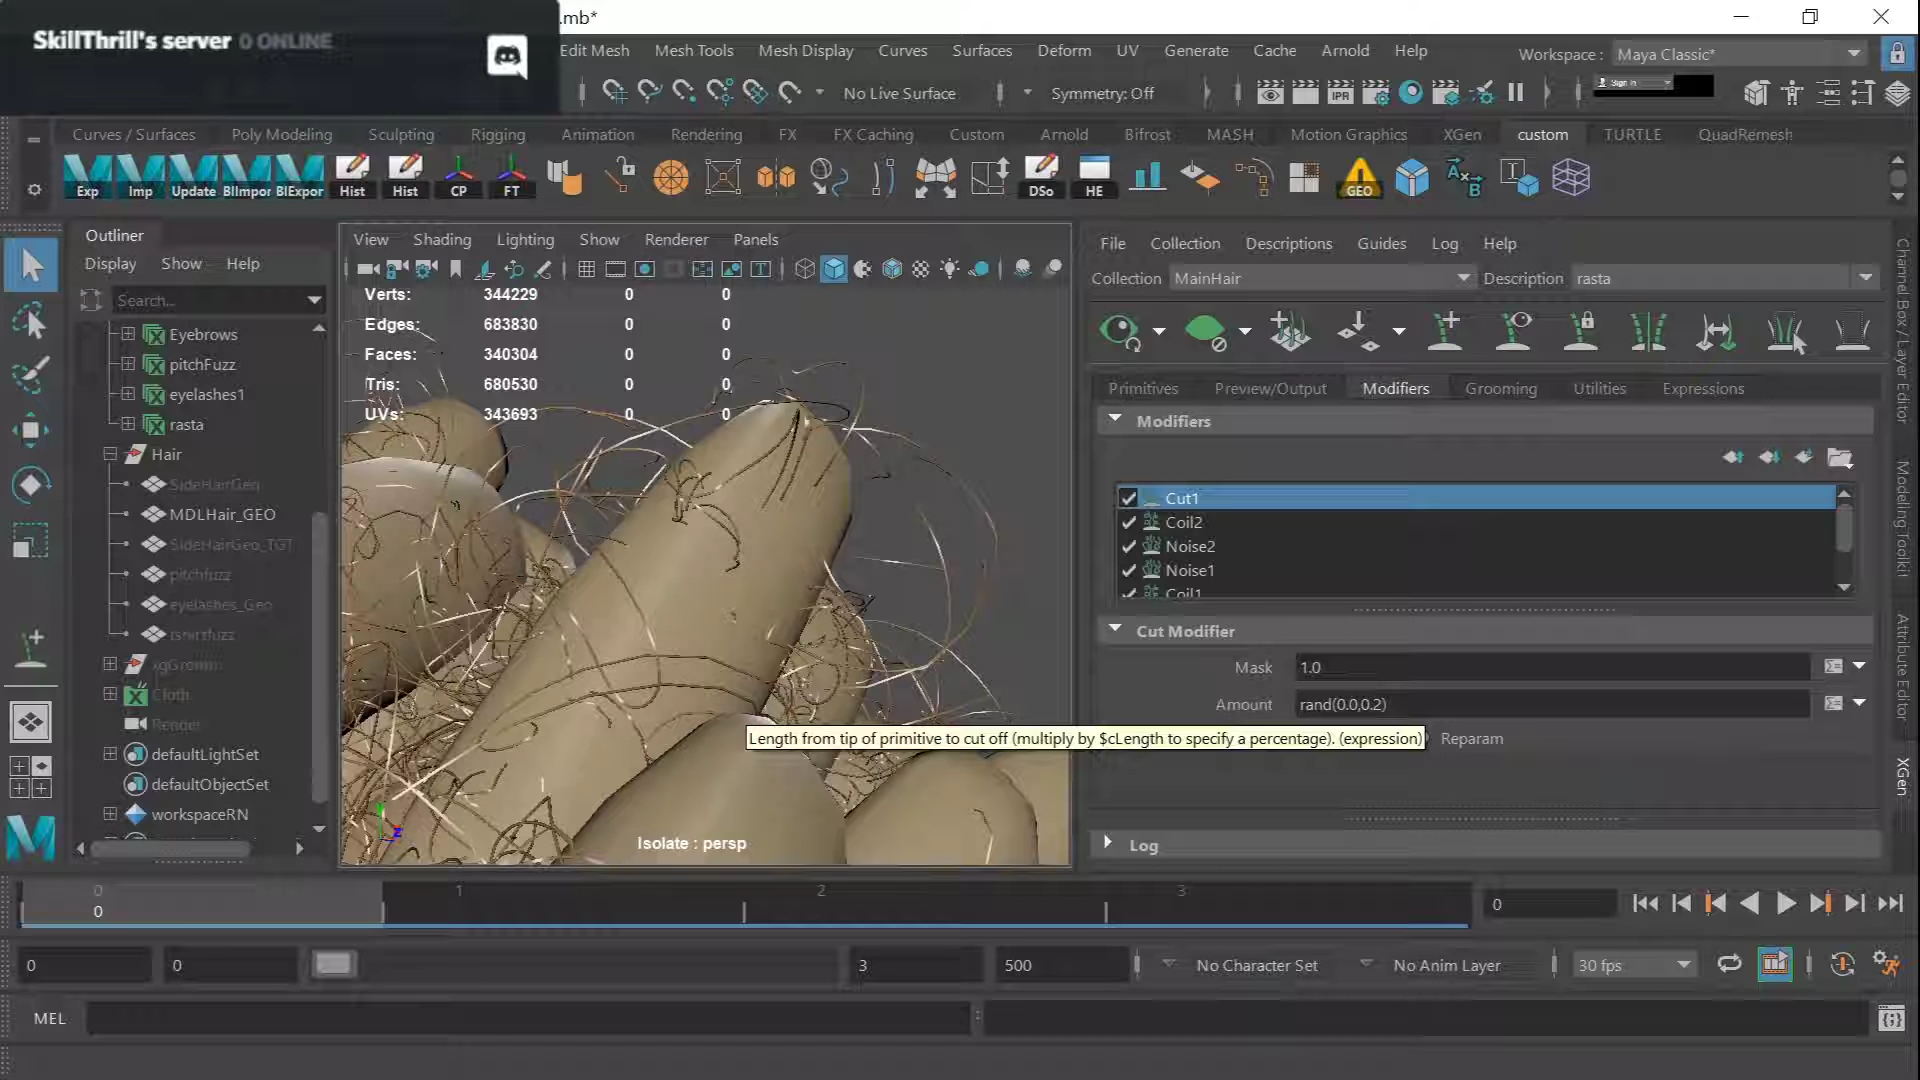 SkillThrill's server 0 ONLINE
.mb*
Edit Mesh Mesh Tools Mesh Display Curves Surfaces Deform UV Generate Cache Arnold Help
Workspace : Maya Classic*
No Live Surface Symmetry: Off IPR Sign In
Curves / Surfaces Poly Modeling Sculpting Rigging Animation Rendering FX FX Caching Custom Arnold Bifrost MASH Motion Graphics XGen custom TURTLE QuadRemesh
Exp Imp Update BlImpor BlExpor Hist Hist CP FT DSo HE GEO
Outliner
Display Show Help
Search...
Eyebrows
pitchFuzz
eyelashes1
rasta
Hair
SideHairGeo
MDLHair_GEO
SideHairGeo_TGT
pitchfuzz
eyelashes_Geo
tshirtfuzz
xgGroom
Cloth
Render
defaultLightSet
defaultObjectSet
workspaceRN
View Shading Lighting Show Renderer Panels
Verts: 344229 0 0
Edges: 683830 0 0
Faces: 340304 0 0
Tris: 680530 0 0
UVs: 343693 0 0
Isolate : persp
z
File Collection Descriptions Guides Log Help
Collection MainHair Description rasta
Primitives Preview/Output Modifiers Grooming Utilities Expressions
Modifiers
Cut1
Coil2
Noise2
Noise1
Coil1
Cut Modifier
Mask 1.0
Amount rand(0.0,0.2)
Length from tip of primitive to cut off (multiply by $cLength to specify a percentage). (expression) Reparam
Log
Channel Box / Layer Editor
Modeling Toolkit
Attribute Editor
XGen
0 1 2 3
0 0
0 0 3 500 No Character Set No Anim Layer 30 fps
MEL